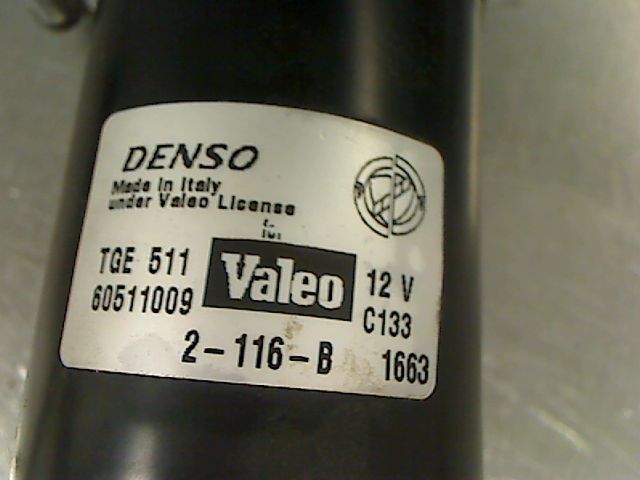 DENSO
Made in Italy
under Valeo License
TGE 511
60511009
Valeo
12 V
C133
2-116-B
1663